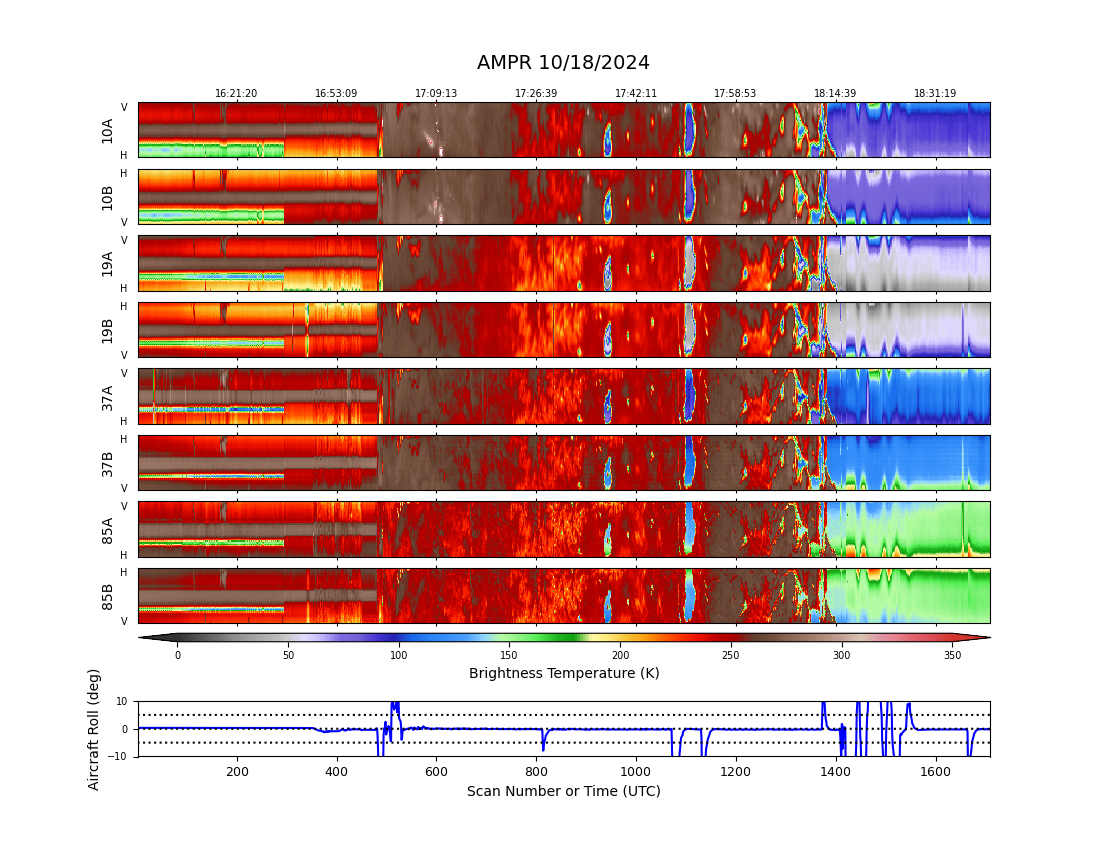 AMPR 10/18/2024
16:21:20 16:53:09 17:09:13 17:26:39 17:42:11 17:58:53 18:14:39 18:31:19
V
10A
H
H
10B
V
V
19A
H
H
19B
V
V
37A
H
H
37B
V
V
85A
H
H
85B
V
0 50 100 150 200 250 300 350
Brightness Temperature (K)
Aircraft Roll (deg)
10
0
−10
200 400 600 800 1000 1200 1400 1600
Scan Number or Time (UTC)